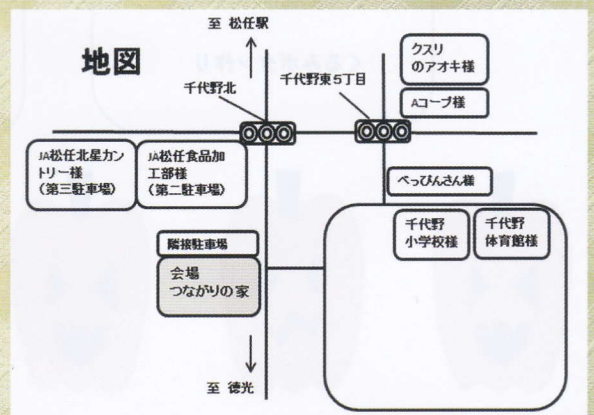 至 松任駅
地図
クスリ
のアオキ様
千代野北
千代野東5丁目
Aコープ様
JA松任北星カン
トリー様
(第三駐車場)
JA松任食品加
工部様
(第二駐車場)
べっぴんさん様
千代野
小学校様
千代野
体育館様
隣接駐車場
会場
つながりの家
至 徳光